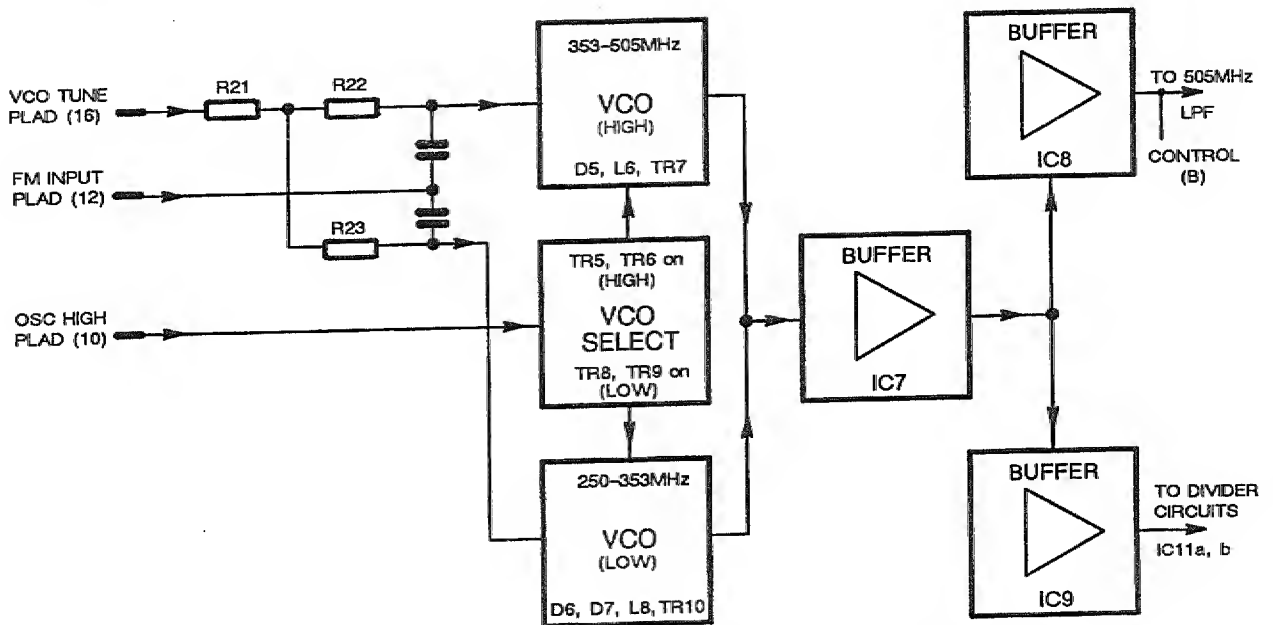 VCO TUNE
PLAD (16)
R21
R22
FM INPUT
PLAD (12)
R23
OSC HIGH
PLAD (10)
353-505MHz
VCO
(HIGH)
D5, L6, TR7
TR5, TR6 on
(HIGH)
VCO
SELECT
TR8, TR9 on
(LOW)
250-353MHz
VCO
(LOW)
D6, D7, L8, TR10
BUFFER
IC7
BUFFER
IC8
TO 505MHz
LPF
CONTROL
(B)
BUFFER
IC9
TO DIVIDER
CIRCUITS
IC11a, b